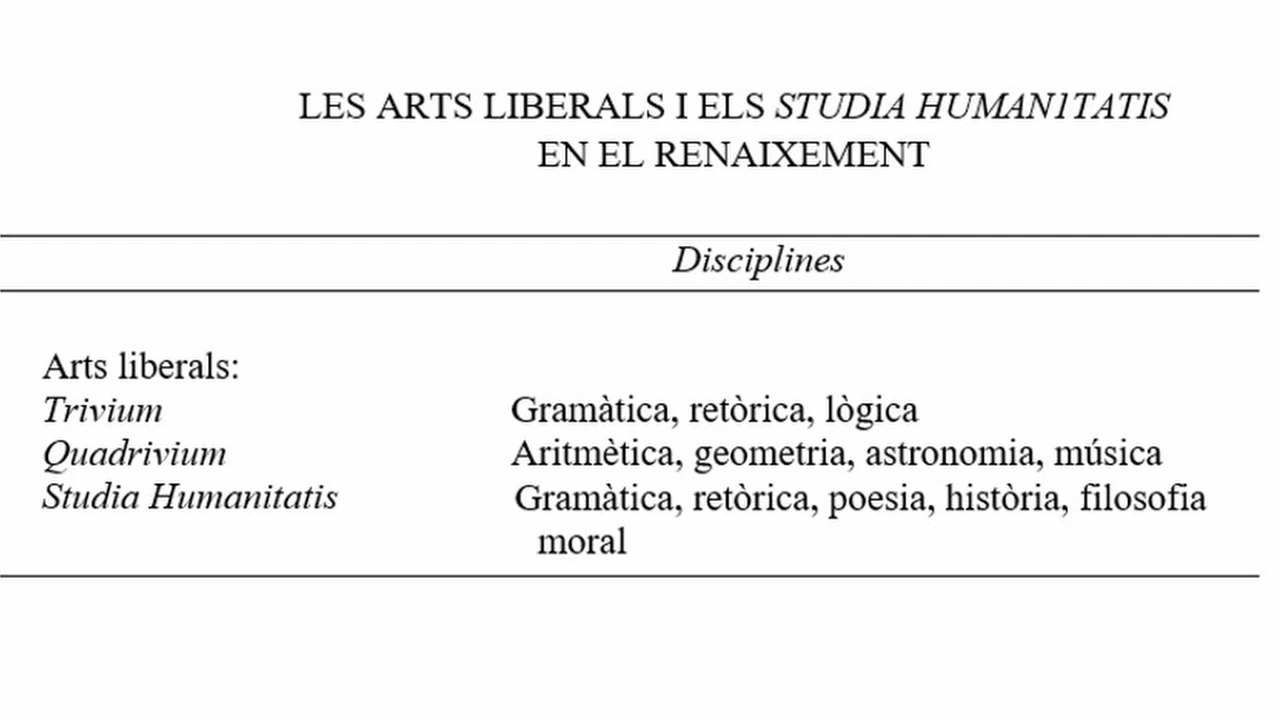 LES ARTS LIBERALS I ELS STUDIA HUMAN1TATIS
EN EL RENAIXEMENT
Disciplines
Arts liberals:
Trivium Gramàtica, retòrica, lògica
Quadrivium Aritmètica, geometria, astronomia, música
Studia Humanitatis Gramàtica, retòrica, poesia, història, filosofia
moral